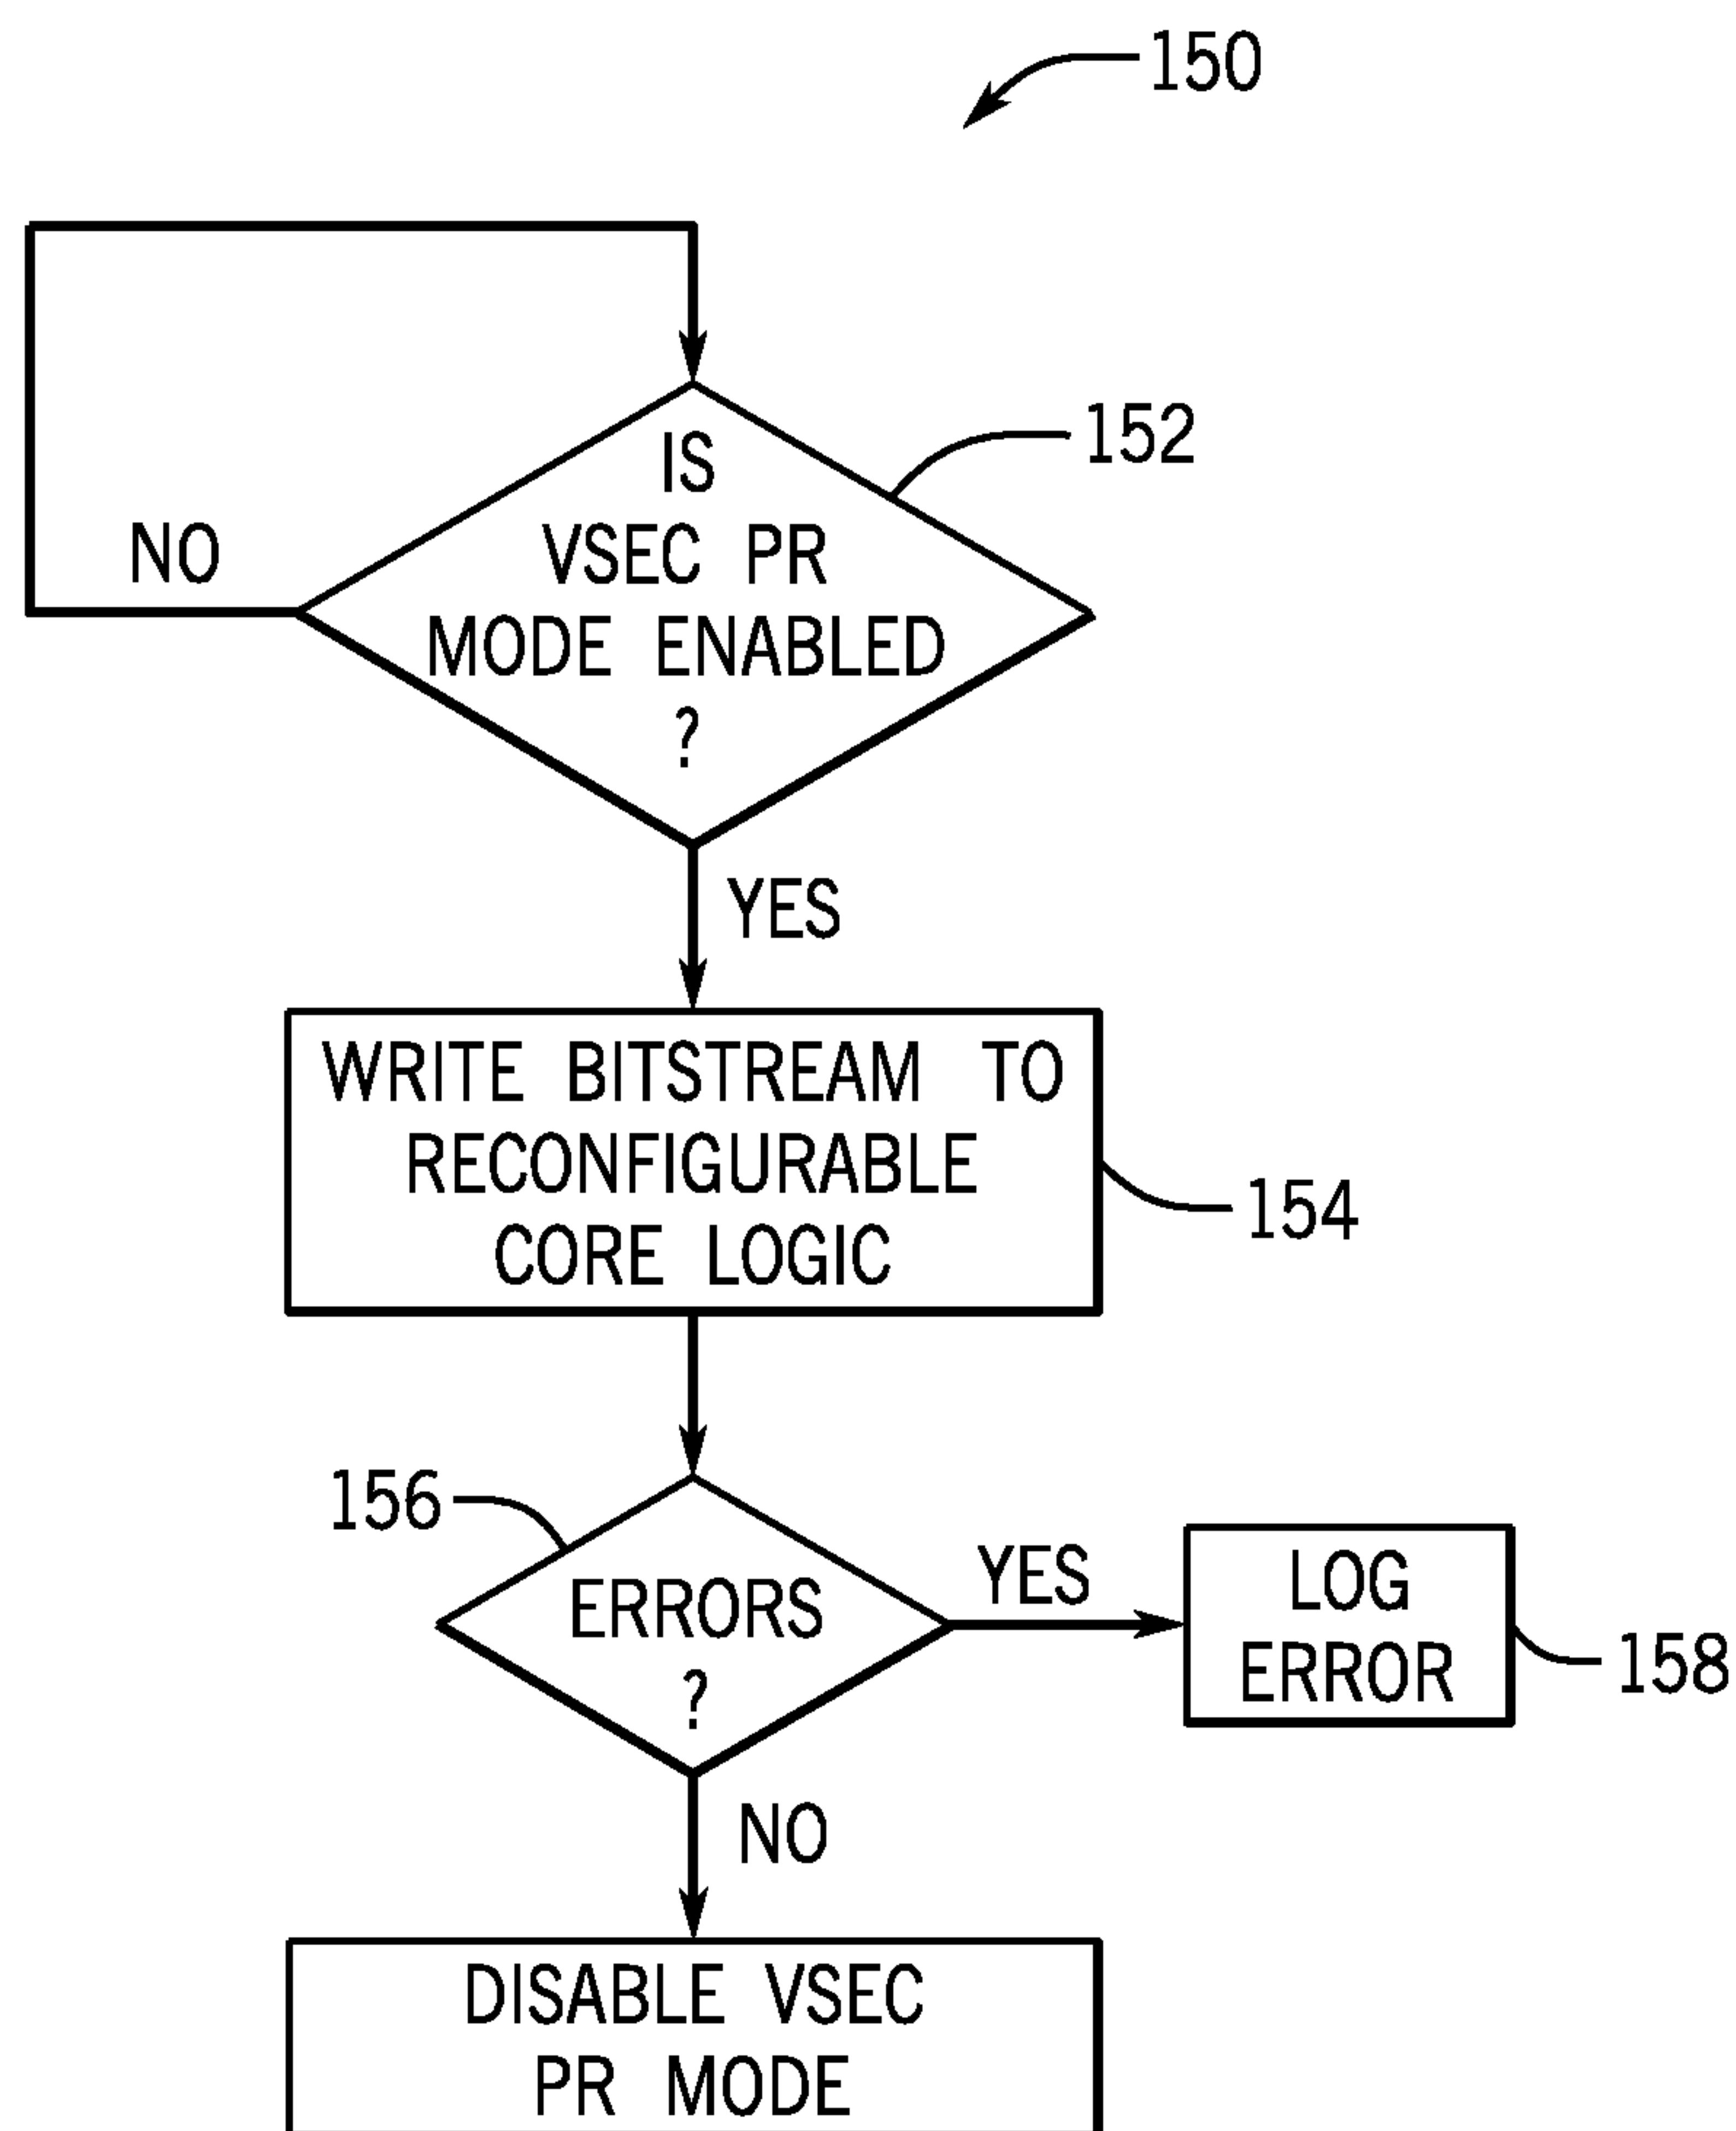 150
IS
VSEC PR
MODE ENABLED
?
152
NO
YES
WRITE BITSTREAM TO
RECONFIGURABLE
CORE LOGIC
154
156
ERRORS
?
YES
LOG
ERROR
158
NO
DISABLE VSEC
PR MODE